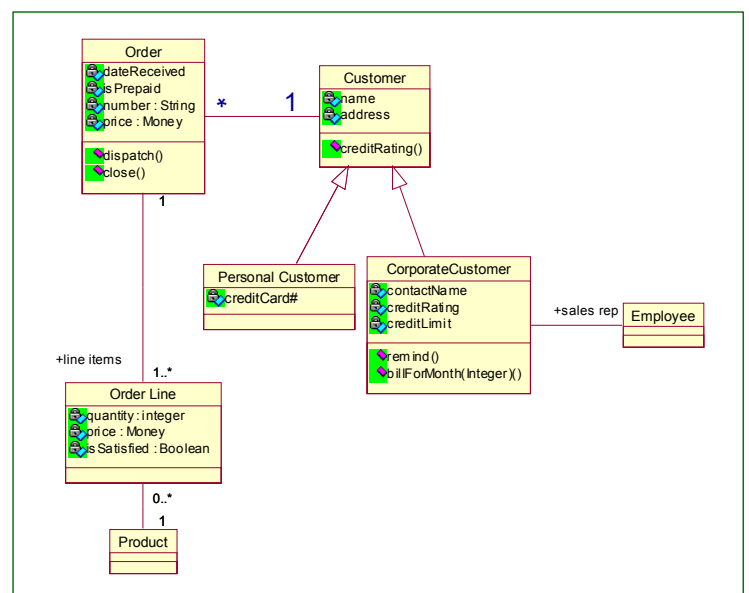 Order
dateReceived
isPrepaid
number : String
price : Money
dispatch()
close()
*
1
Customer
name
address
creditRating()
1
Personal Customer
creditCard#
CorporateCustomer
contactName
creditRating
creditLimit
remind()
billForMonth(Integer)()
+sales rep
Employee
+line items
1..*
Order Line
quantity : integer
price : Money
isSatisfied : Boolean
0..*
1
Product